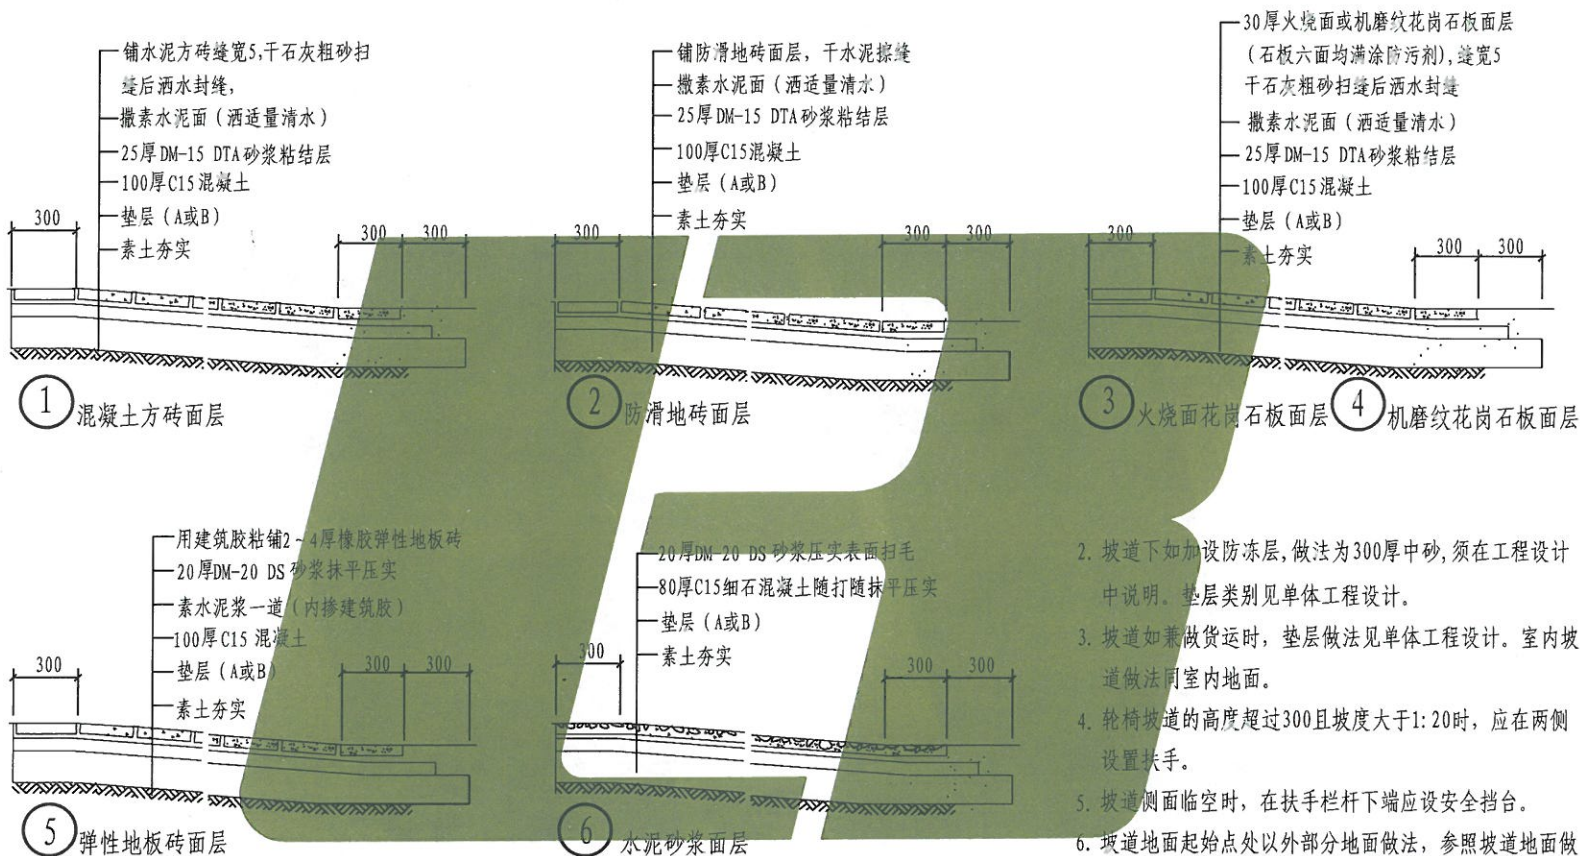 铺水泥方砖缝宽5,干石灰粗砂扫
缝后洒水封缝,
撒素水泥面(洒适量清水)
25厚DM-15 DTA砂浆粘结层
100厚C15混凝土
垫层(A或B)
素土夯实
300
300
300
1
混凝土方砖面层
铺防滑地砖面层,干水泥擦缝
撒素水泥面(洒适量清水)
25厚DM-15 DTA砂浆粘结层
100厚C15混凝土
垫层(A或B)
素土夯实
300
300
300
2
防滑地砖面层
30厚火烧面或机磨纹花岗石板面层
(石板六面均满涂防污剂),缝宽5
干石灰粗砂扫缝后洒水封缝
撒素水泥面(洒适量清水)
25厚DM-15 DTA砂浆粘结层
100厚C15混凝土
垫层(A或B)
素土夯实
300
300
300
3
火烧面花岗石板面层
4
机磨纹花岗石板面层
用建筑胶粘铺2~4厚橡胶弹性地板砖
20厚DM-20 DS 砂浆抹平压实
素水泥浆一道(内掺建筑胶)
100厚C15 混凝土
垫层(A或B)
素土夯实
300
300
300
5
弹性地板砖面层
20厚DM-20 DS 砂浆压实表面扫毛
80厚C15细石混凝土随打随抹平压实
垫层(A或B)
素土夯实
300
300
300
6
水泥砂浆面层
2. 坡道下如加设防冻层,做法为300厚中砂,须在工程设计
中说明。垫层类别见单体工程设计。
3. 坡道如兼做货运时,垫层做法见单体工程设计。室内坡
道做法同室内地面。
4. 轮椅坡道的高度超过300且坡度大于1:20时,应在两侧
设置扶手。
5. 坡道侧面临空时,在扶手栏杆下端应设安全挡台。
6. 坡道地面起始点处以外部分地面做法,参照坡道地面做